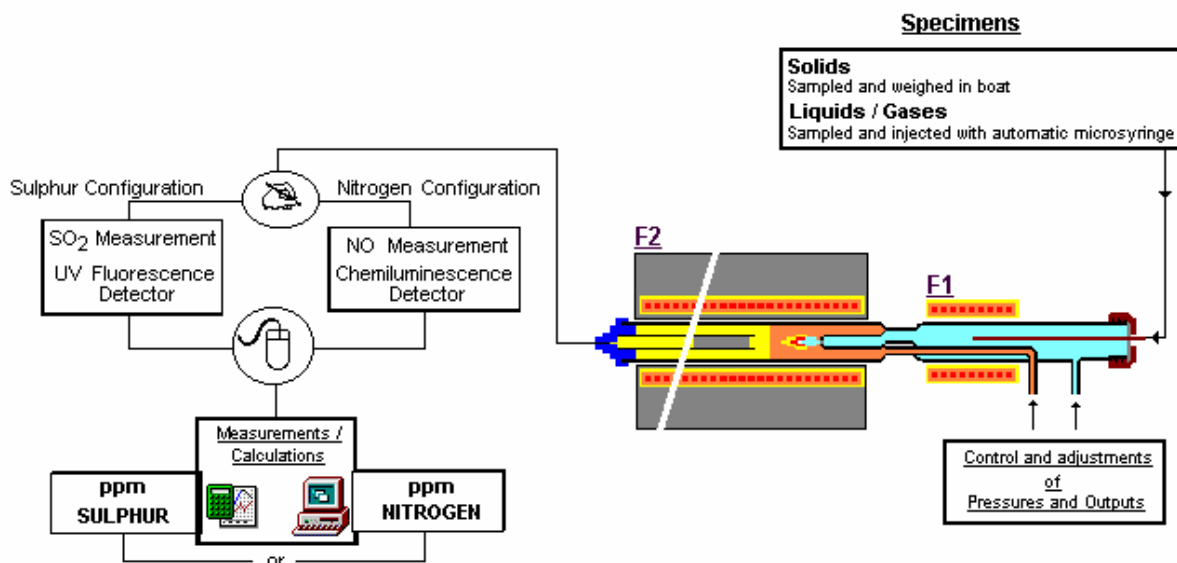 Specimens
Solids
Sampled and weighed in boat
Liquids / Gases
Sampled and injected with automatic microsyringe
Sulphur Configuration
Nitrogen Configuration
SO2 Measurement
UV Fluorescence
Detector
NO Measurement
Chemiluminescence
Detector
F2
F1
Measurements /
Calculations
ppm
SULPHUR
ppm
NITROGEN
or
Control and adjustments
of
Pressures and Outputs